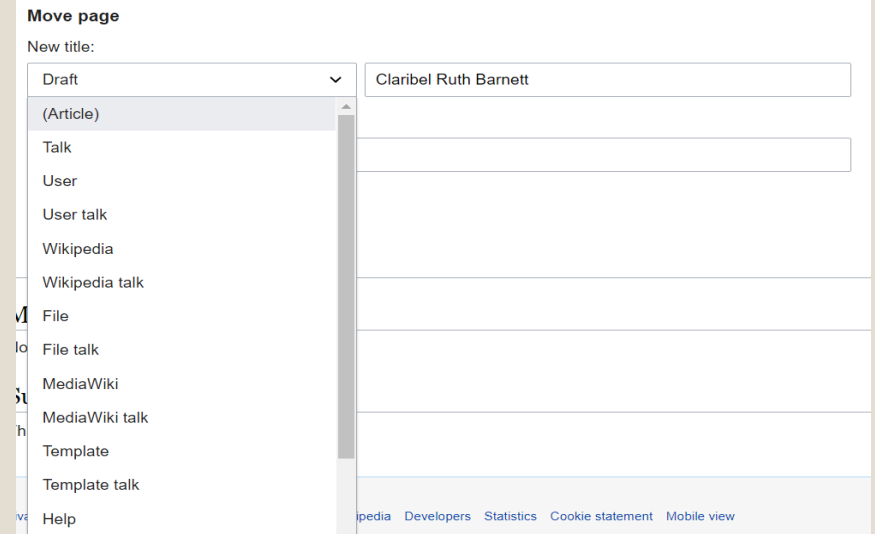 Move page
New title:
Draft Claribel Ruth Barnett
(Article)
Talk
User
User talk
Wikipedia
Wikipedia talk
File
File talk
MediaWiki
MediaWiki talk
Template
Template talk
Help
Developers Statistics Cookie statement Mobile view